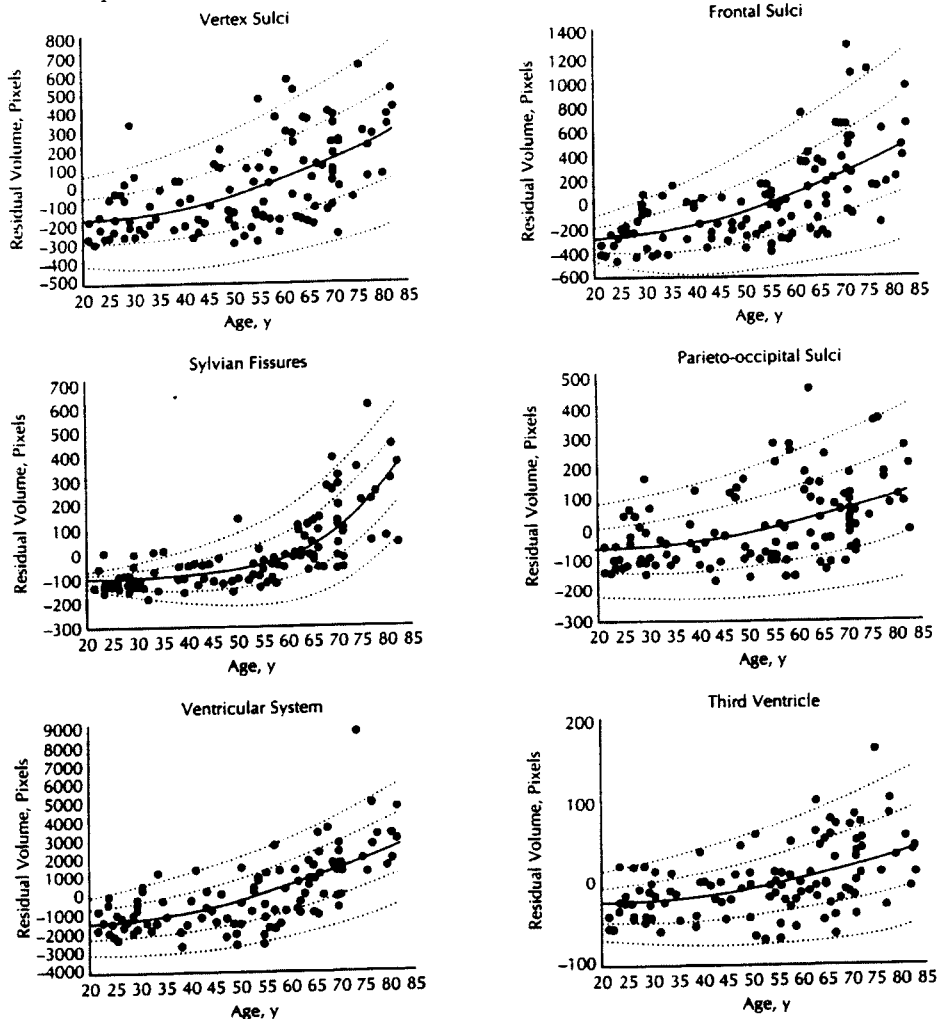 Vertex Sulci
800
700
600
500
400
300
200
100
0
−100
−200
−300
−400
−500
Residual Volume, Pixels
20 25 30 35 40 45 50 55 60 65 70 75 80 85
Age, y
Frontal Sulci
1400
1200
1000
800
600
400
200
0
−200
−400
−600
Residual Volume, Pixels
20 25 30 35 40 45 50 55 60 65 70 75 80 85
Age, y
Sylvian Fissures
700
600
500
400
300
200
100
0
−100
−200
−300
Residual Volume, Pixels
20 25 30 35 40 45 50 55 60 65 70 75 80 85
Age, y
Parieto-occipital Sulci
500
400
300
200
100
0
−100
−200
−300
Residual Volume, Pixels
20 25 30 35 40 45 50 55 60 65 70 75 80 85
Age, y
Ventricular System
9000
8000
7000
6000
5000
4000
3000
2000
1000
0
−1000
−2000
−3000
−4000
Residual Volume, Pixels
20 25 30 35 40 45 50 55 60 65 70 75 80 85
Age, y
Third Ventricle
200
100
0
−100
Residual Volume, Pixels
20 25 30 35 40 45 50 55 60 65 70 75 80 85
Age, y